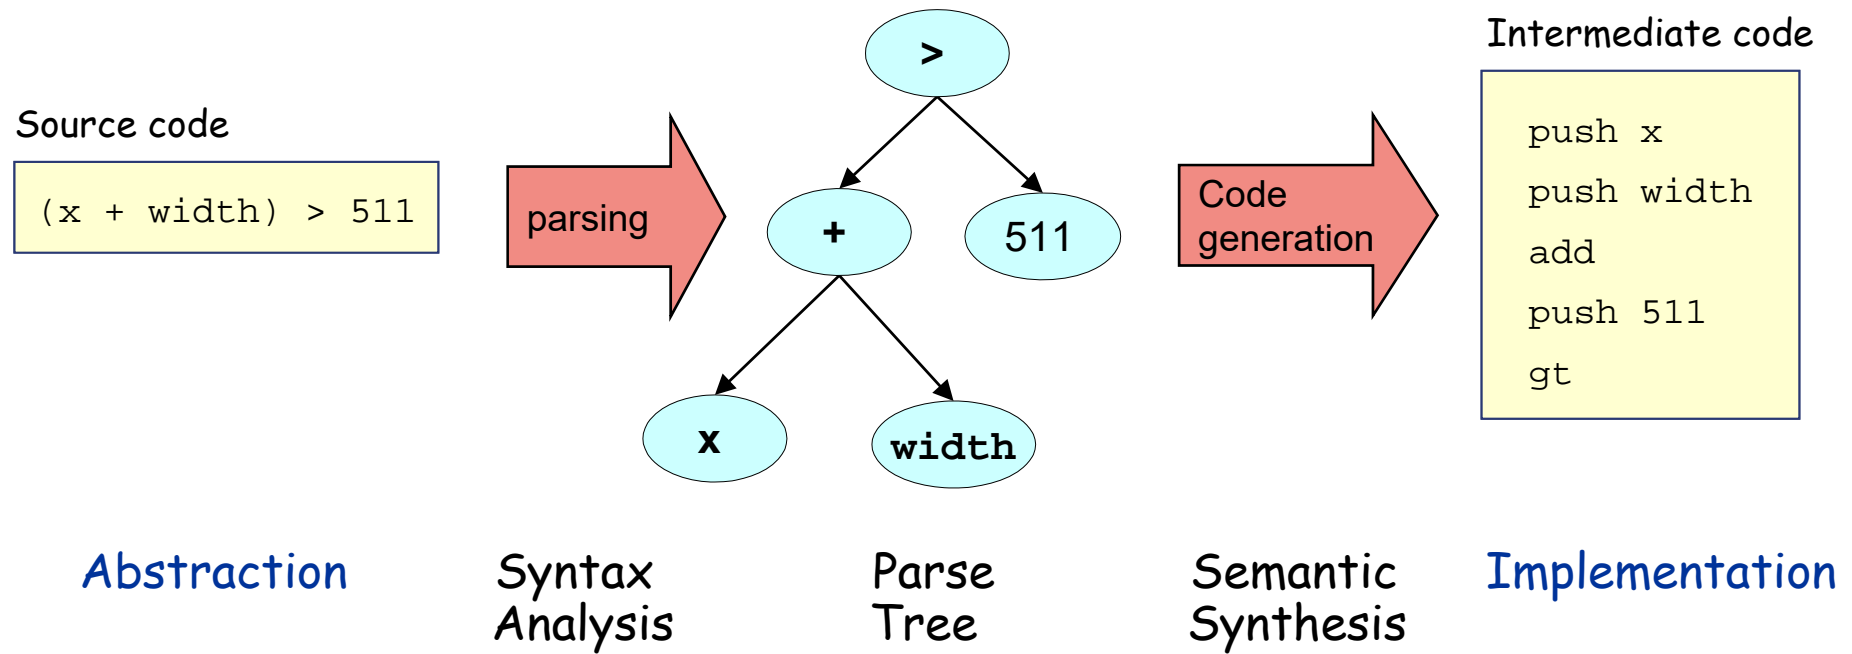 Source code
(x + width) > 511
parsing
>
+
511
x
width
Code
generation
Intermediate code
push x
push width
add
push 511
gt
Abstraction
Syntax
Analysis
Parse
Tree
Semantic
Synthesis
Implementation